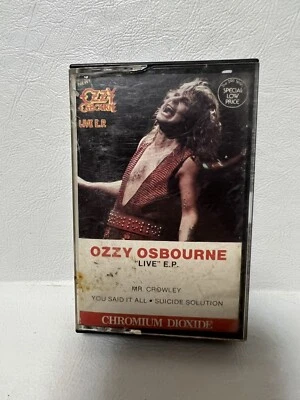 OZZY
OSBOURNE
LIVE E.P.
SPECIAL
LOW
PRICE
OZZY OSBOURNE
"LIVE" E.P.
MR. CROWLEY
YOU SAID IT ALL • SUICIDE SOLUTION
CHROMIUM DIOXIDE